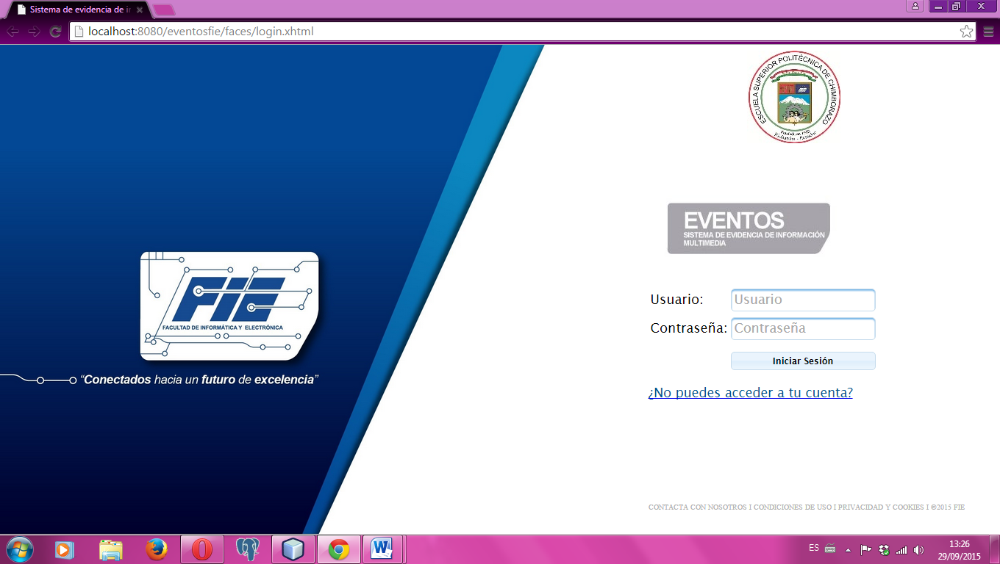 Sistema de evidencia de i
localhost:8080/eventosfie/faces/login.xhtml
ESCUELA SUPERIOR POLITÉCNICA DE CHIMBORAZO
Riobamba - Ecuador
EVENTOS
SISTEMA DE EVIDENCIA DE INFORMACIÓN
MULTIMEDIA
FIE
FACULTAD DE INFORMÁTICA Y ELECTRÓNICA
“Conectados hacia un futuro de excelencia”
Usuario: Usuario
Contraseña: Contraseña
Iniciar Sesión
¿No puedes acceder a tu cuenta?
CONTACTA CON NOSOTROS I CONDICIONES DE USO I PRIVACIDAD Y COOKIES I ©2015 FIE
ES
13:26
29/09/2015